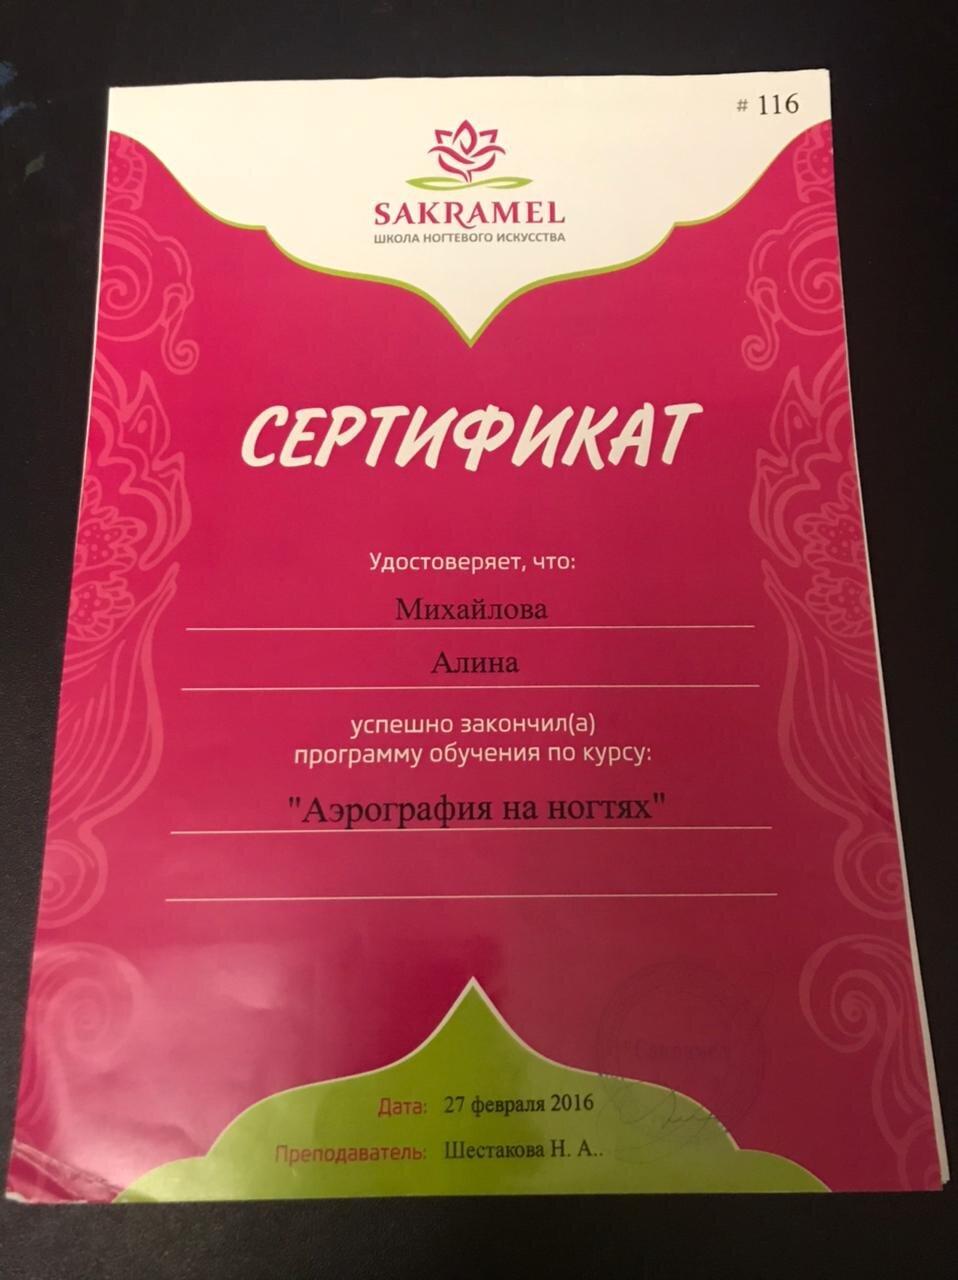 # 116
SAKRAMEL
ШКОЛА НОГТЕВОГО ИСКУССТВА
СЕРТИФИКАТ
Удостоверяет, что:
Михайлова
Алина
успешно закончил(а)
программу обучения по курсу:
"Аэрография на ногтях"
Дата: 27 февраля 2016
Преподаватель: Шестакова Н. А..